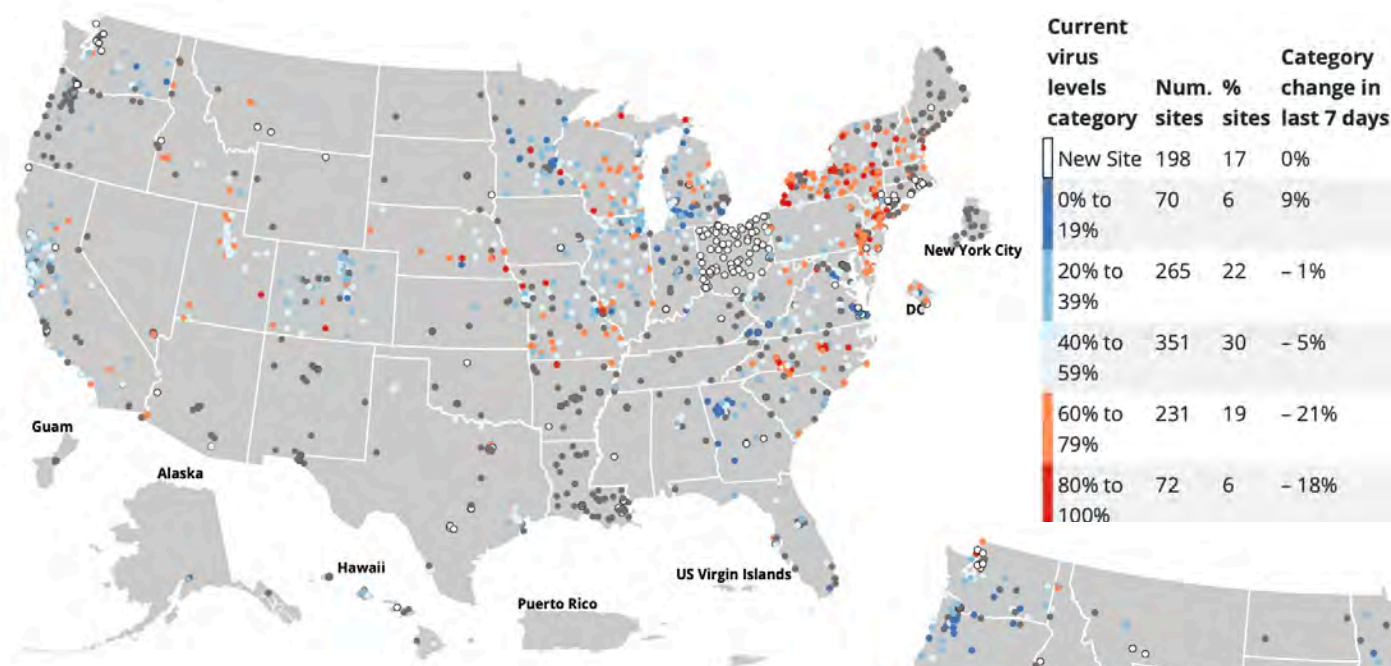 Current
virus
levels Num. % Category
category sites sites change in
last 7 days
New Site 198 17 0%
0% to 70 6 9%
19%
20% to 265 22 – 1%
39%
40% to 351 30 – 5%
59%
60% to 231 19 – 21%
79%
80% to 72 6 – 18%
100%
New York City
DC
Guam
Alaska
Hawaii
US Virgin Islands
Puerto Rico